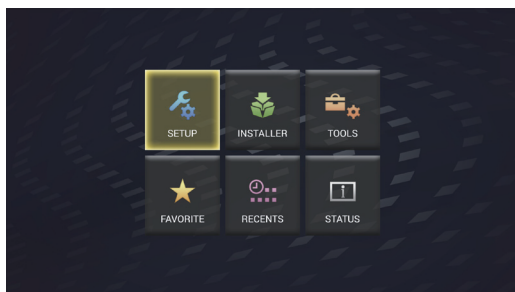 SETUP
INSTALLER
TOOLS
FAVORITE
RECENTS
STATUS